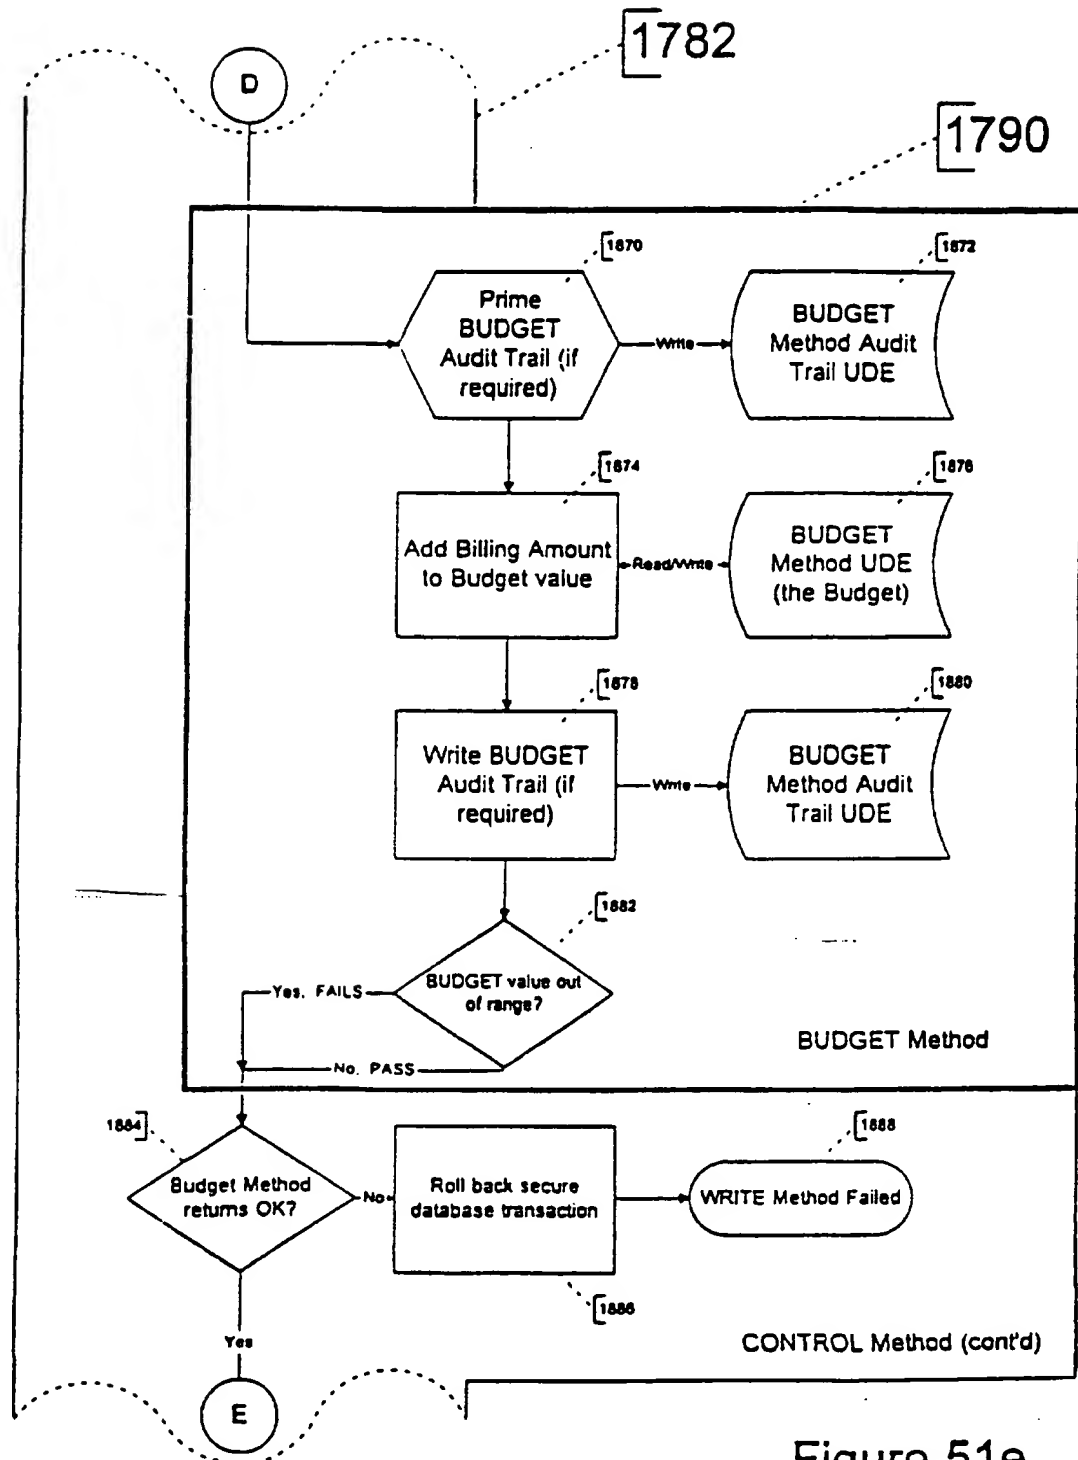 1782
D
1790
1870
1872
Prime
BUDGET
Audit Trail (if
required)
Write
BUDGET
Method Audit
Trail UDE
1874
1876
Add Billing Amount
to Budget value
Read/Write
BUDGET
Method UDE
(the Budget)
1878
1880
Write BUDGET
Audit Trail (if
required)
Write
BUDGET
Method Audit
Trail UDE
1882
BUDGET value out
of range?
Yes, FAILS
No, PASS
BUDGET Method
1884
1888
Budget Method
returns OK?
No
Roll back secure
database transaction
WRITE Method Failed
1886
Yes
CONTROL Method (cont'd)
E
Figure 51e